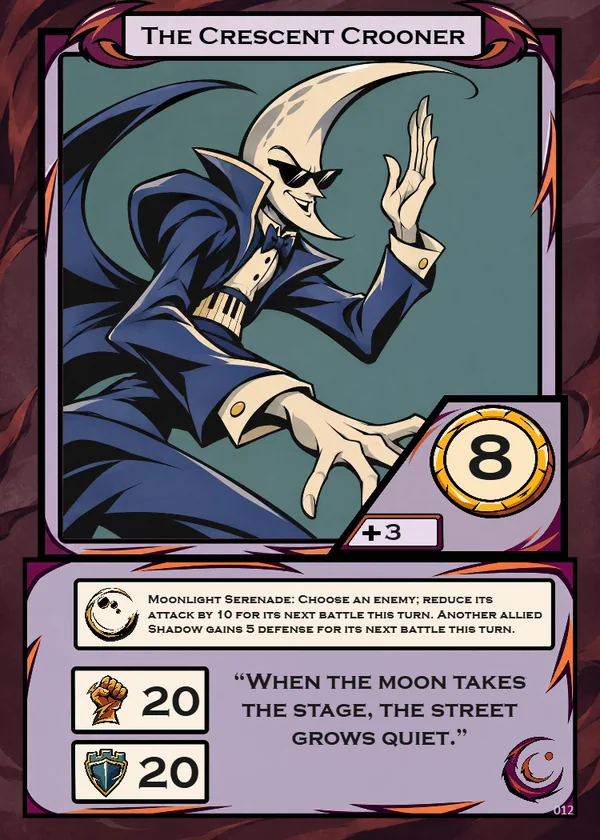 The Crescent Crooner
8
+3
Moonlight Serenade: Choose an enemy; reduce its
attack by 10 for its next battle this turn. Another allied
Shadow gains 5 defense for its next battle this turn.
20
“When the moon takes
the stage, the street
grows quiet.”
20
012